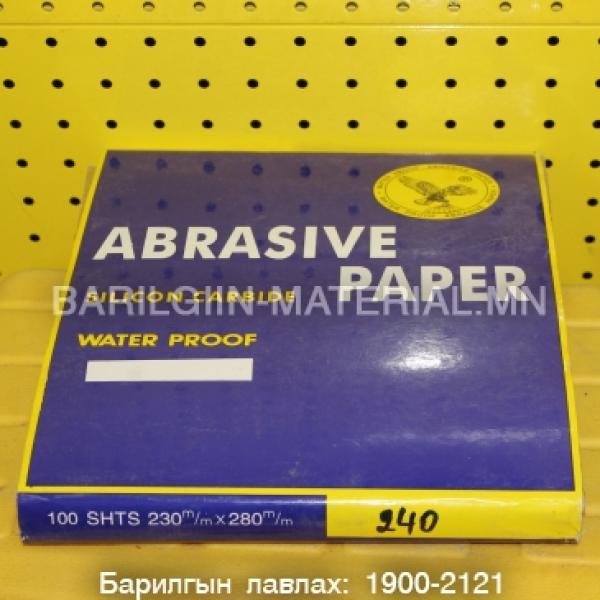 ®
ABRASIVE
PAPER
SILICON CARBIDE
BARILGIIN-MATERIAL.MN
WATER PROOF
100 SHTS 230m/m x 280m/m
240
Барилгын лавлах: 1900-2121